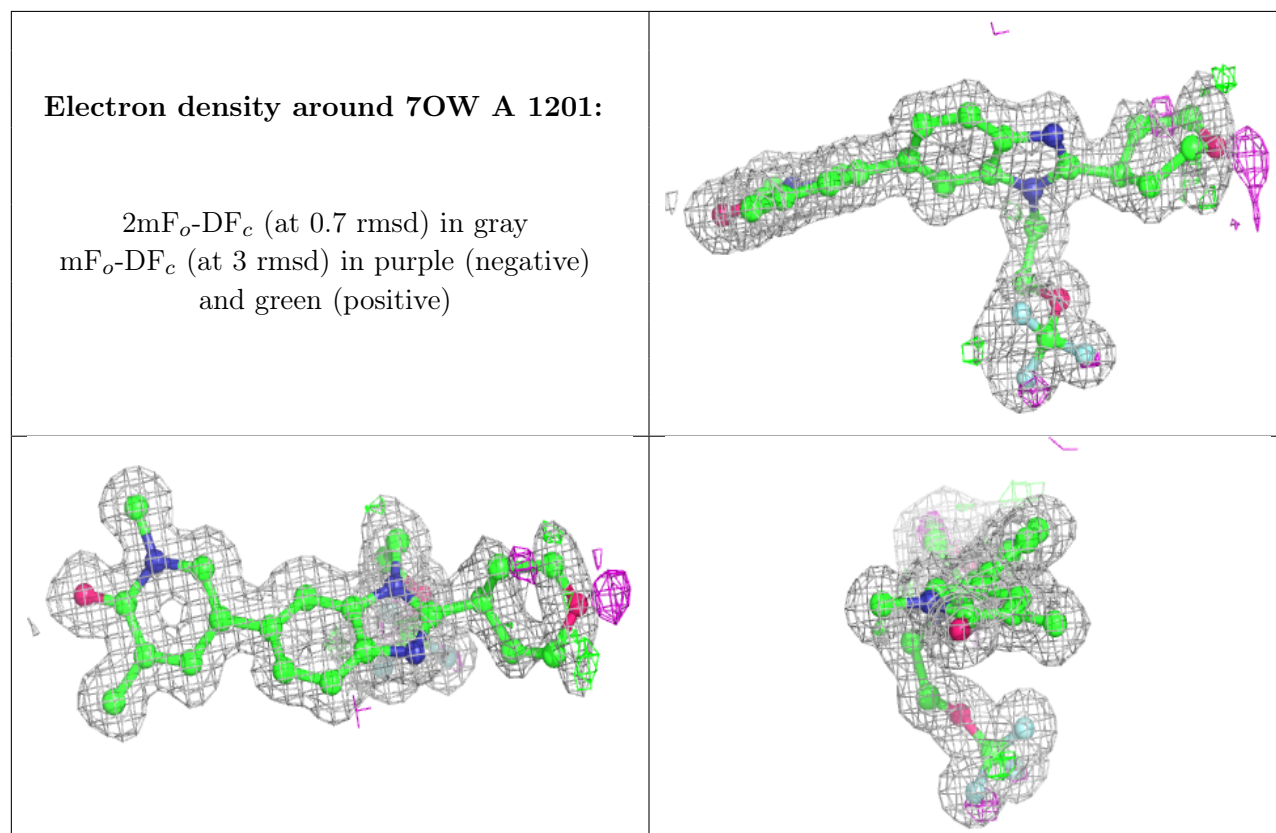 Electron density around 7OW A 1201:
2mFo-DFc (at 0.7 rmsd) in gray
mFo-DFc (at 3 rmsd) in purple (negative)
and green (positive)